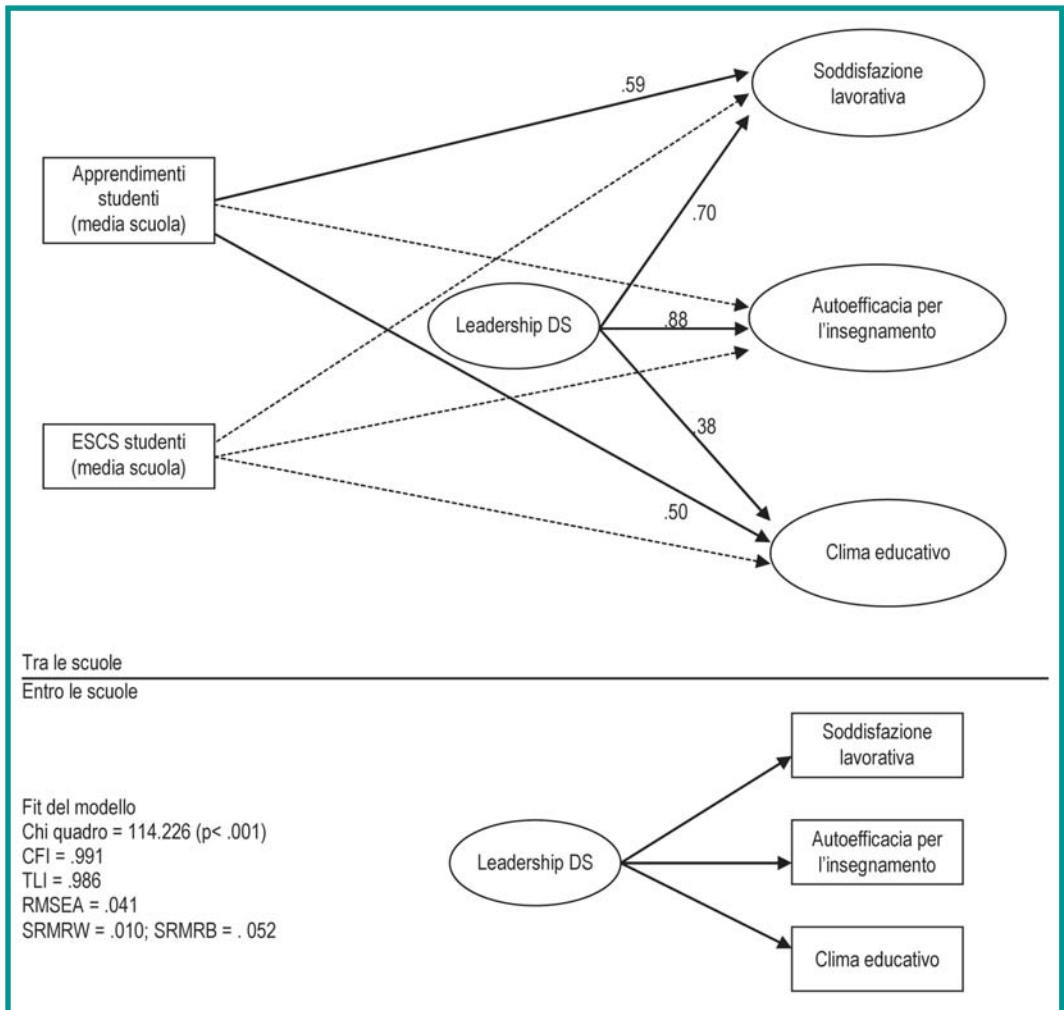 Soddisfazione
lavorativa
.59
Apprendimenti
studenti
(media scuola)
.70
Leadership DS
.88
Autoefficacia per
l'insegnamento
.38
ESCS studenti
(media scuola)
.50
Clima educativo
Tra le scuole
Entro le scuole
Soddisfazione
lavorativa
Fit del modello
Chi quadro = 114.226 (p< .001)
CFI = .991
TLI = .986
RMSEA = .041
SRMRW = .010; SRMRB = . 052
Leadership DS
Autoefficacia per
l'insegnamento
Clima educativo